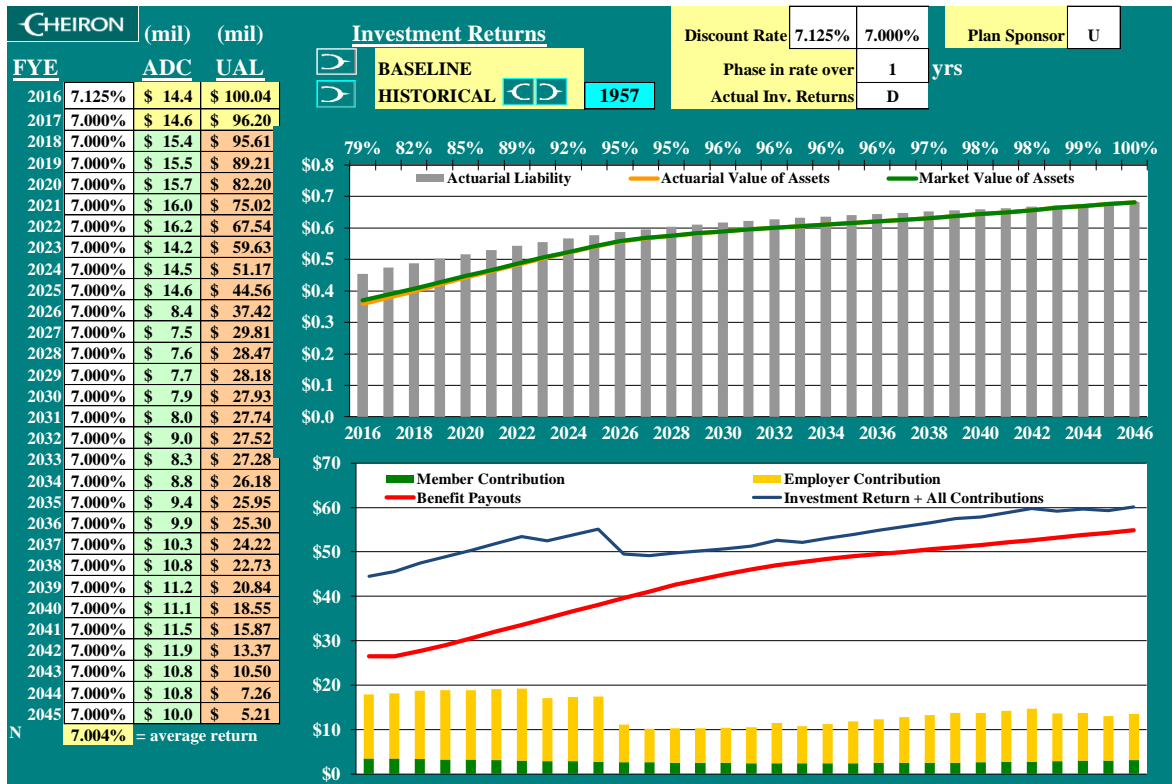 CHEIRON
(mil) (mil)
FYE ADC UAL
2016 7.125% $ 14.4 $ 100.04
2017 7.000% $ 14.6 $ 96.20
2018 7.000% $ 15.4 $ 95.61
2019 7.000% $ 15.5 $ 89.21
2020 7.000% $ 15.7 $ 82.20
2021 7.000% $ 16.0 $ 75.02
2022 7.000% $ 16.2 $ 67.54
2023 7.000% $ 14.2 $ 59.63
2024 7.000% $ 14.5 $ 51.17
2025 7.000% $ 14.6 $ 44.56
2026 7.000% $ 8.4 $ 37.42
2027 7.000% $ 7.5 $ 29.81
2028 7.000% $ 7.6 $ 28.47
2029 7.000% $ 7.7 $ 28.18
2030 7.000% $ 7.9 $ 27.93
2031 7.000% $ 8.0 $ 27.74
2032 7.000% $ 9.0 $ 27.52
2033 7.000% $ 8.3 $ 27.28
2034 7.000% $ 8.8 $ 26.18
2035 7.000% $ 9.4 $ 25.95
2036 7.000% $ 9.9 $ 25.30
2037 7.000% $ 10.3 $ 24.22
2038 7.000% $ 10.8 $ 22.73
2039 7.000% $ 11.2 $ 20.84
2040 7.000% $ 11.1 $ 18.55
2041 7.000% $ 11.5 $ 15.87
2042 7.000% $ 11.9 $ 13.37
2043 7.000% $ 10.8 $ 10.50
2044 7.000% $ 10.8 $ 7.26
2045 7.000% $ 10.0 $ 5.21
N 7.004% = average return
Investment Returns
BASELINE
HISTORICAL 1957
Discount Rate 7.125% 7.000%
Phase in rate over 1 yrs
Actual Inv. Returns D
Plan Sponsor U
79% 82% 85% 89% 92% 95% 95% 96% 96% 96% 96% 97% 98% 98% 99% 100%
Actuarial Liability Actuarial Value of Assets Market Value of Assets
$0.8
$0.7
$0.6
$0.5
$0.4
$0.3
$0.2
$0.1
$0.0
2016 2018 2020 2022 2024 2026 2028 2030 2032 2034 2036 2038 2040 2042 2044 2046
Member Contribution Employer Contribution
Benefit Payouts Investment Return + All Contributions
$70
$60
$50
$40
$30
$20
$10
$0